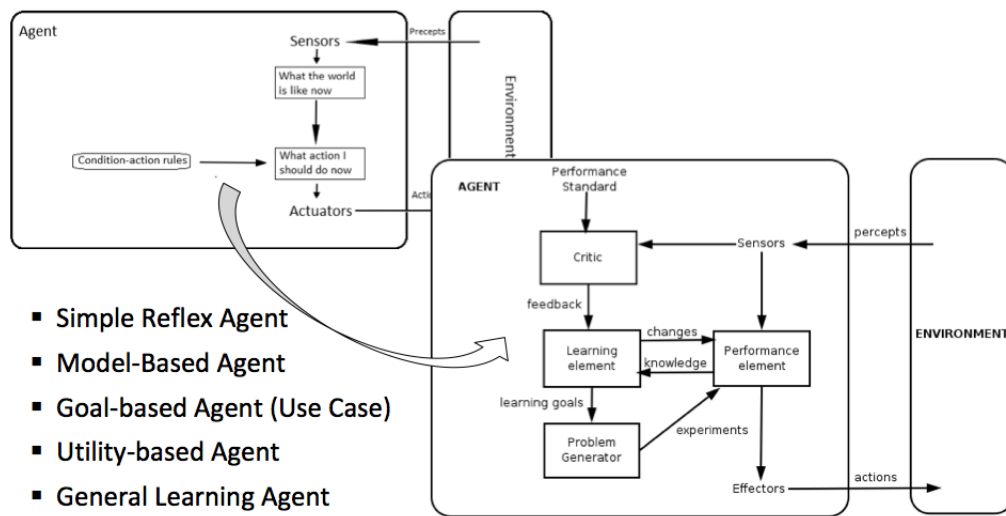 Agent
Sensors
Precepts
What the world
is like now
Environment
Condition-action rules
What action I
should do now
Actuators
AGENT
Performance
Standard
Critic
Sensors
percepts
feedback
changes
Learning
element
knowledge
Performance
element
ENVIRONMENT
learning goals
Problem
Generator
experiments
Effectors
actions
▪ Simple Reflex Agent
▪ Model-Based Agent
▪ Goal-based Agent (Use Case)
▪ Utility-based Agent
▪ General Learning Agent